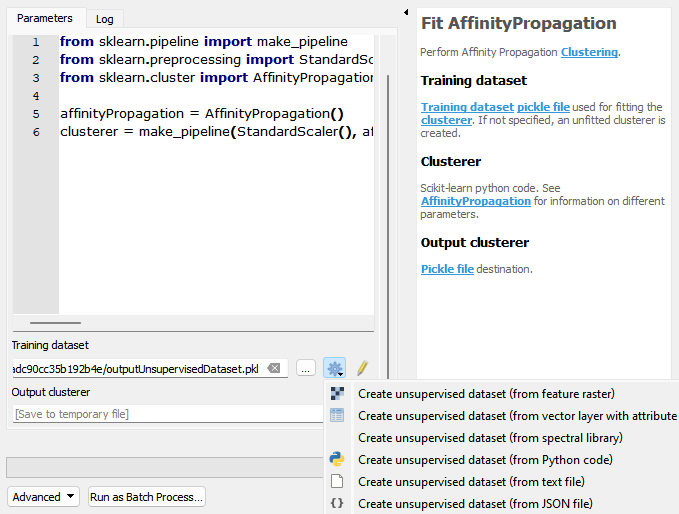 Parameters
Log
1 from sklearn.pipeline import make_pipeline
2 from sklearn.preprocessing import StandardSc
3 from sklearn.cluster import AffinityPropagation
4
5 affinityPropagation = AffinityPropagation()
6 clusterer = make_pipeline(StandardScaler(), af
Training dataset
adc90cc35b192b4e/outputUnsupervisedDataset.pkl
...
Output clusterer
[Save to temporary file]
Advanced
Run as Batch Process...
Fit AffinityPropagation
Perform Affinity Propagation Clustering.
Training dataset
Training dataset pickle file used for fitting the
clusterer. If not specified, an unfitted clusterer is
created.
Clusterer
Scikit-learn python code. See
AffinityPropagation for information on different
parameters.
Output clusterer
Pickle file destination.
Create unsupervised dataset (from feature raster)
Create unsupervised dataset (from vector layer with attribute
Create unsupervised dataset (from spectral library)
Create unsupervised dataset (from Python code)
Create unsupervised dataset (from text file)
{} Create unsupervised dataset (from JSON file)